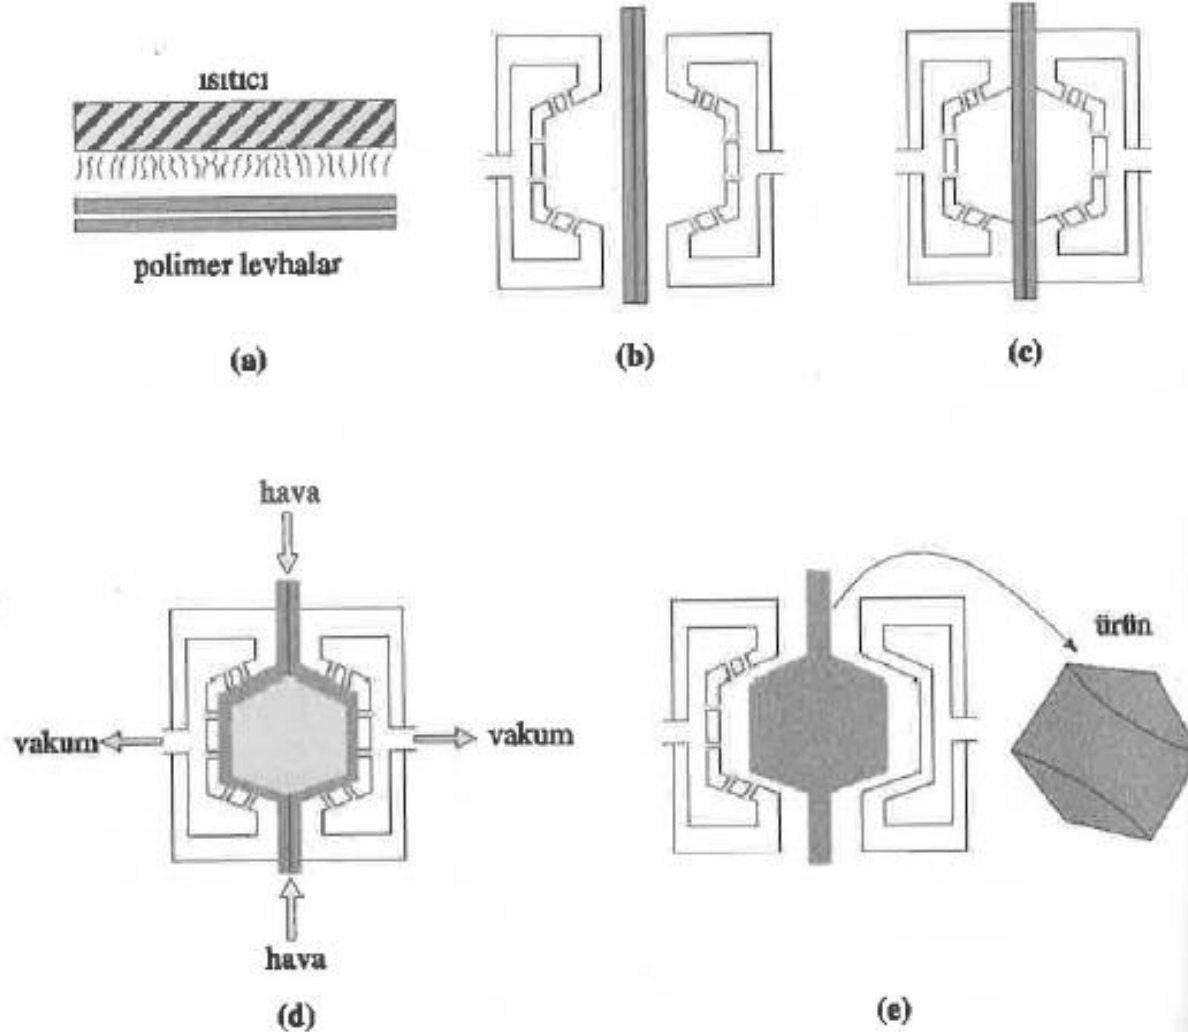 ısıtıcı
polimer levhalar
(a)
(b)
(c)
hava
vakum
vakum
hava
(d)
ürün
(e)